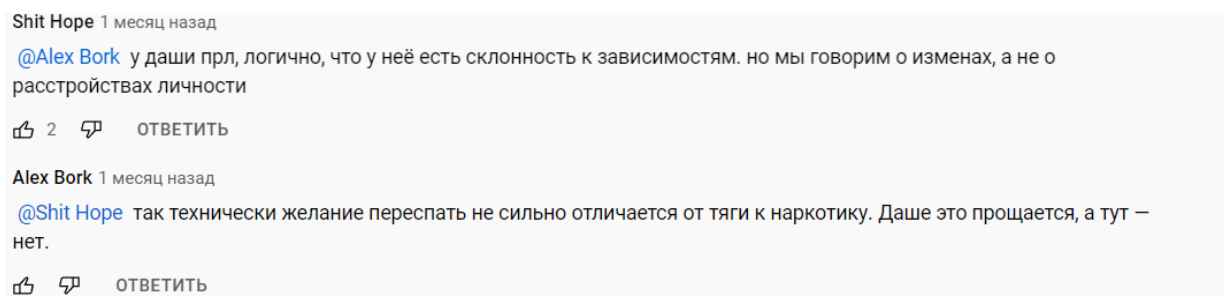 Shit Hope 1 месяц назад
@Alex Bork у даши прл, логично, что у неё есть склонность к зависимостям. но мы говорим о изменах, а не о
расстройствах личности
2 ОТВЕТИТЬ
Alex Bork 1 месяц назад
@Shit Hope так технически желание переспать не сильно отличается от тяги к наркотику. Даше это прощается, а тут —
нет.
ОТВЕТИТЬ